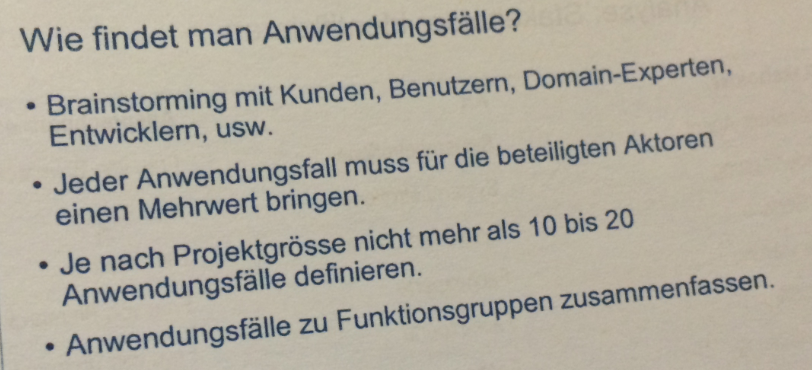 Wie findet man Anwendungsfälle?
• Brainstorming mit Kunden, Benutzern, Domain-Experten,
Entwicklern, usw.
• Jeder Anwendungsfall muss für die beteiligten Aktoren
einen Mehrwert bringen.
• Je nach Projektgrösse nicht mehr als 10 bis 20
Anwendungsfälle definieren.
• Anwendungsfälle zu Funktionsgruppen zusammenfassen.